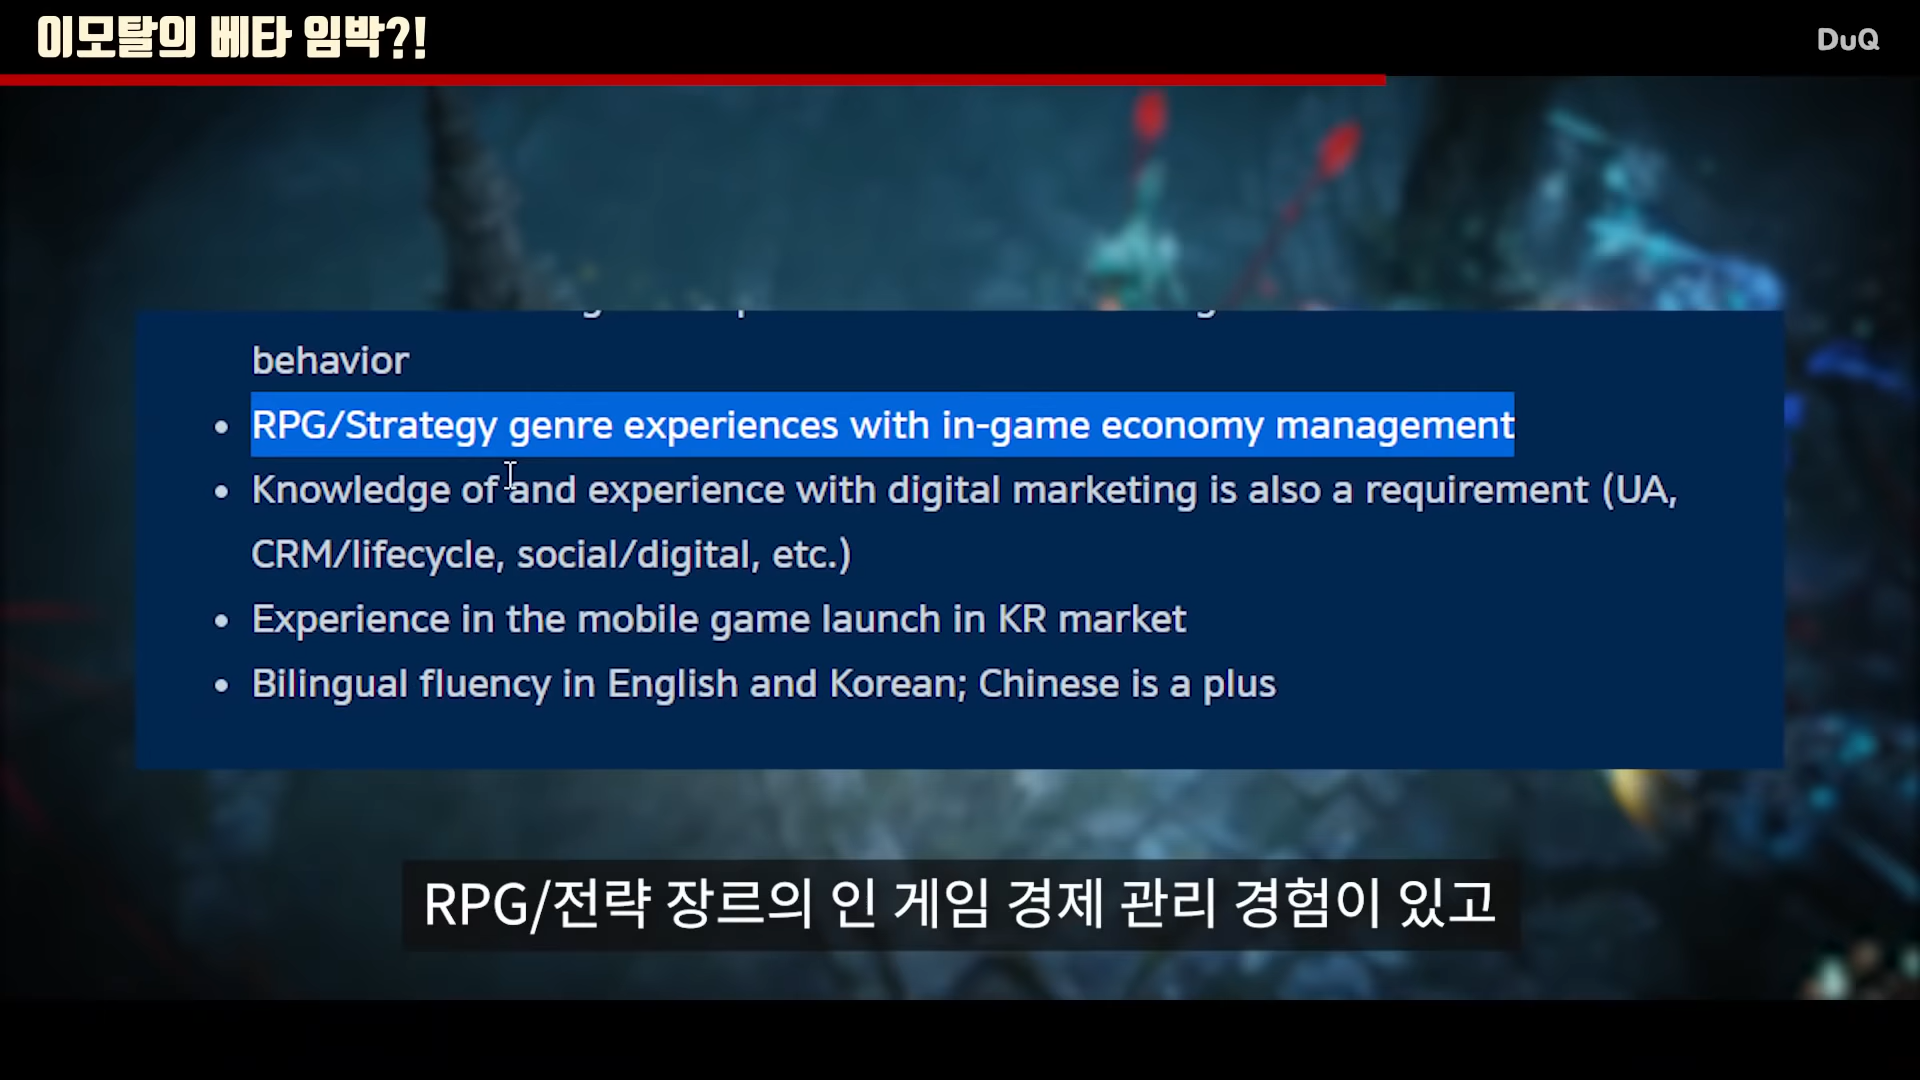 이모탈의 베타 임박?!
DuQ
behavior
• RPG/Strategy genre experiences with in-game economy management
• Knowledge of and experience with digital marketing is also a requirement (UA,
CRM/lifecycle, social/digital, etc.)
• Experience in the mobile game launch in KR market
• Bilingual fluency in English and Korean; Chinese is a plus
RPG/전략 장르의 인 게임 경제 관리 경험이 있고